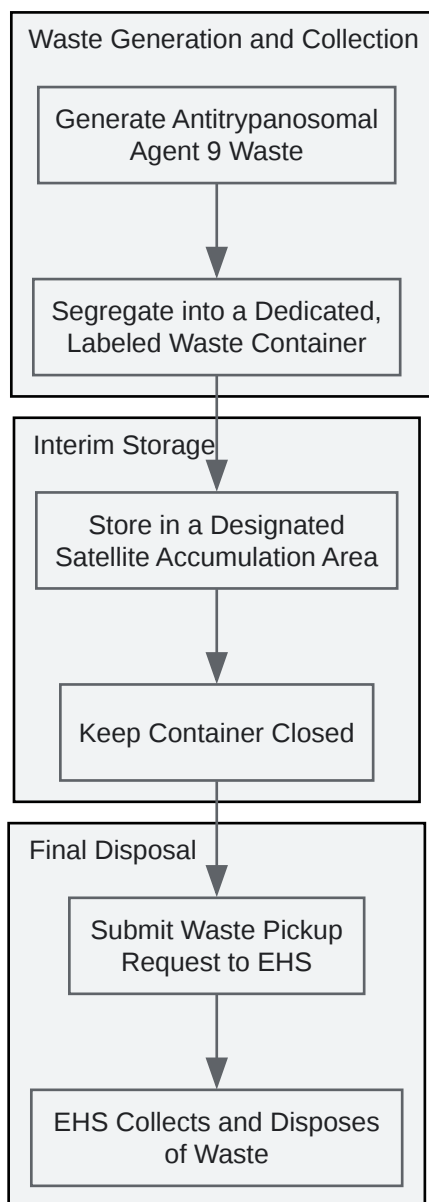 Waste Generation and Collection
Generate Antitrypanosomal
Agent 9 Waste
Segregate into a Dedicated,
Labeled Waste Container
Interim Storage
Store in a Designated
Satellite Accumulation Area
Keep Container Closed
Final Disposal
Submit Waste Pickup
Request to EHS
EHS Collects and Disposes
of Waste